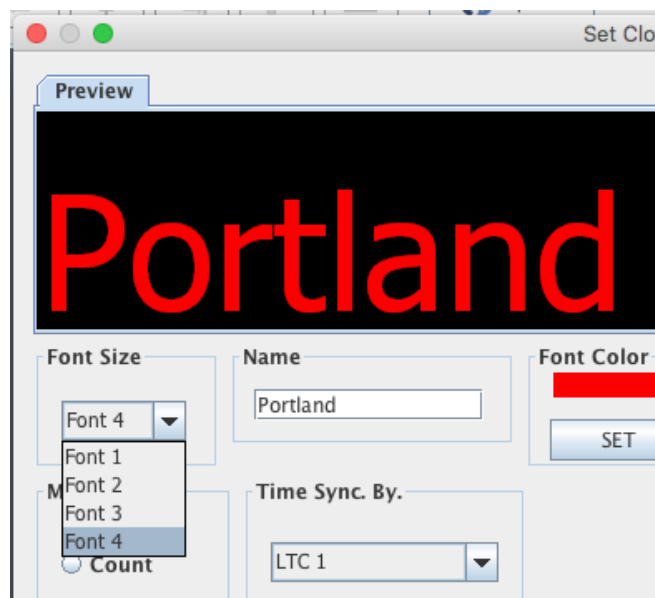 Set Clo
Preview
Portland
Font Size
Name
Font Color
Font 4
Portland
SET
Font 1
Font 2
Font 3
Font 4
M
Time Sync. By.
Count
LTC 1